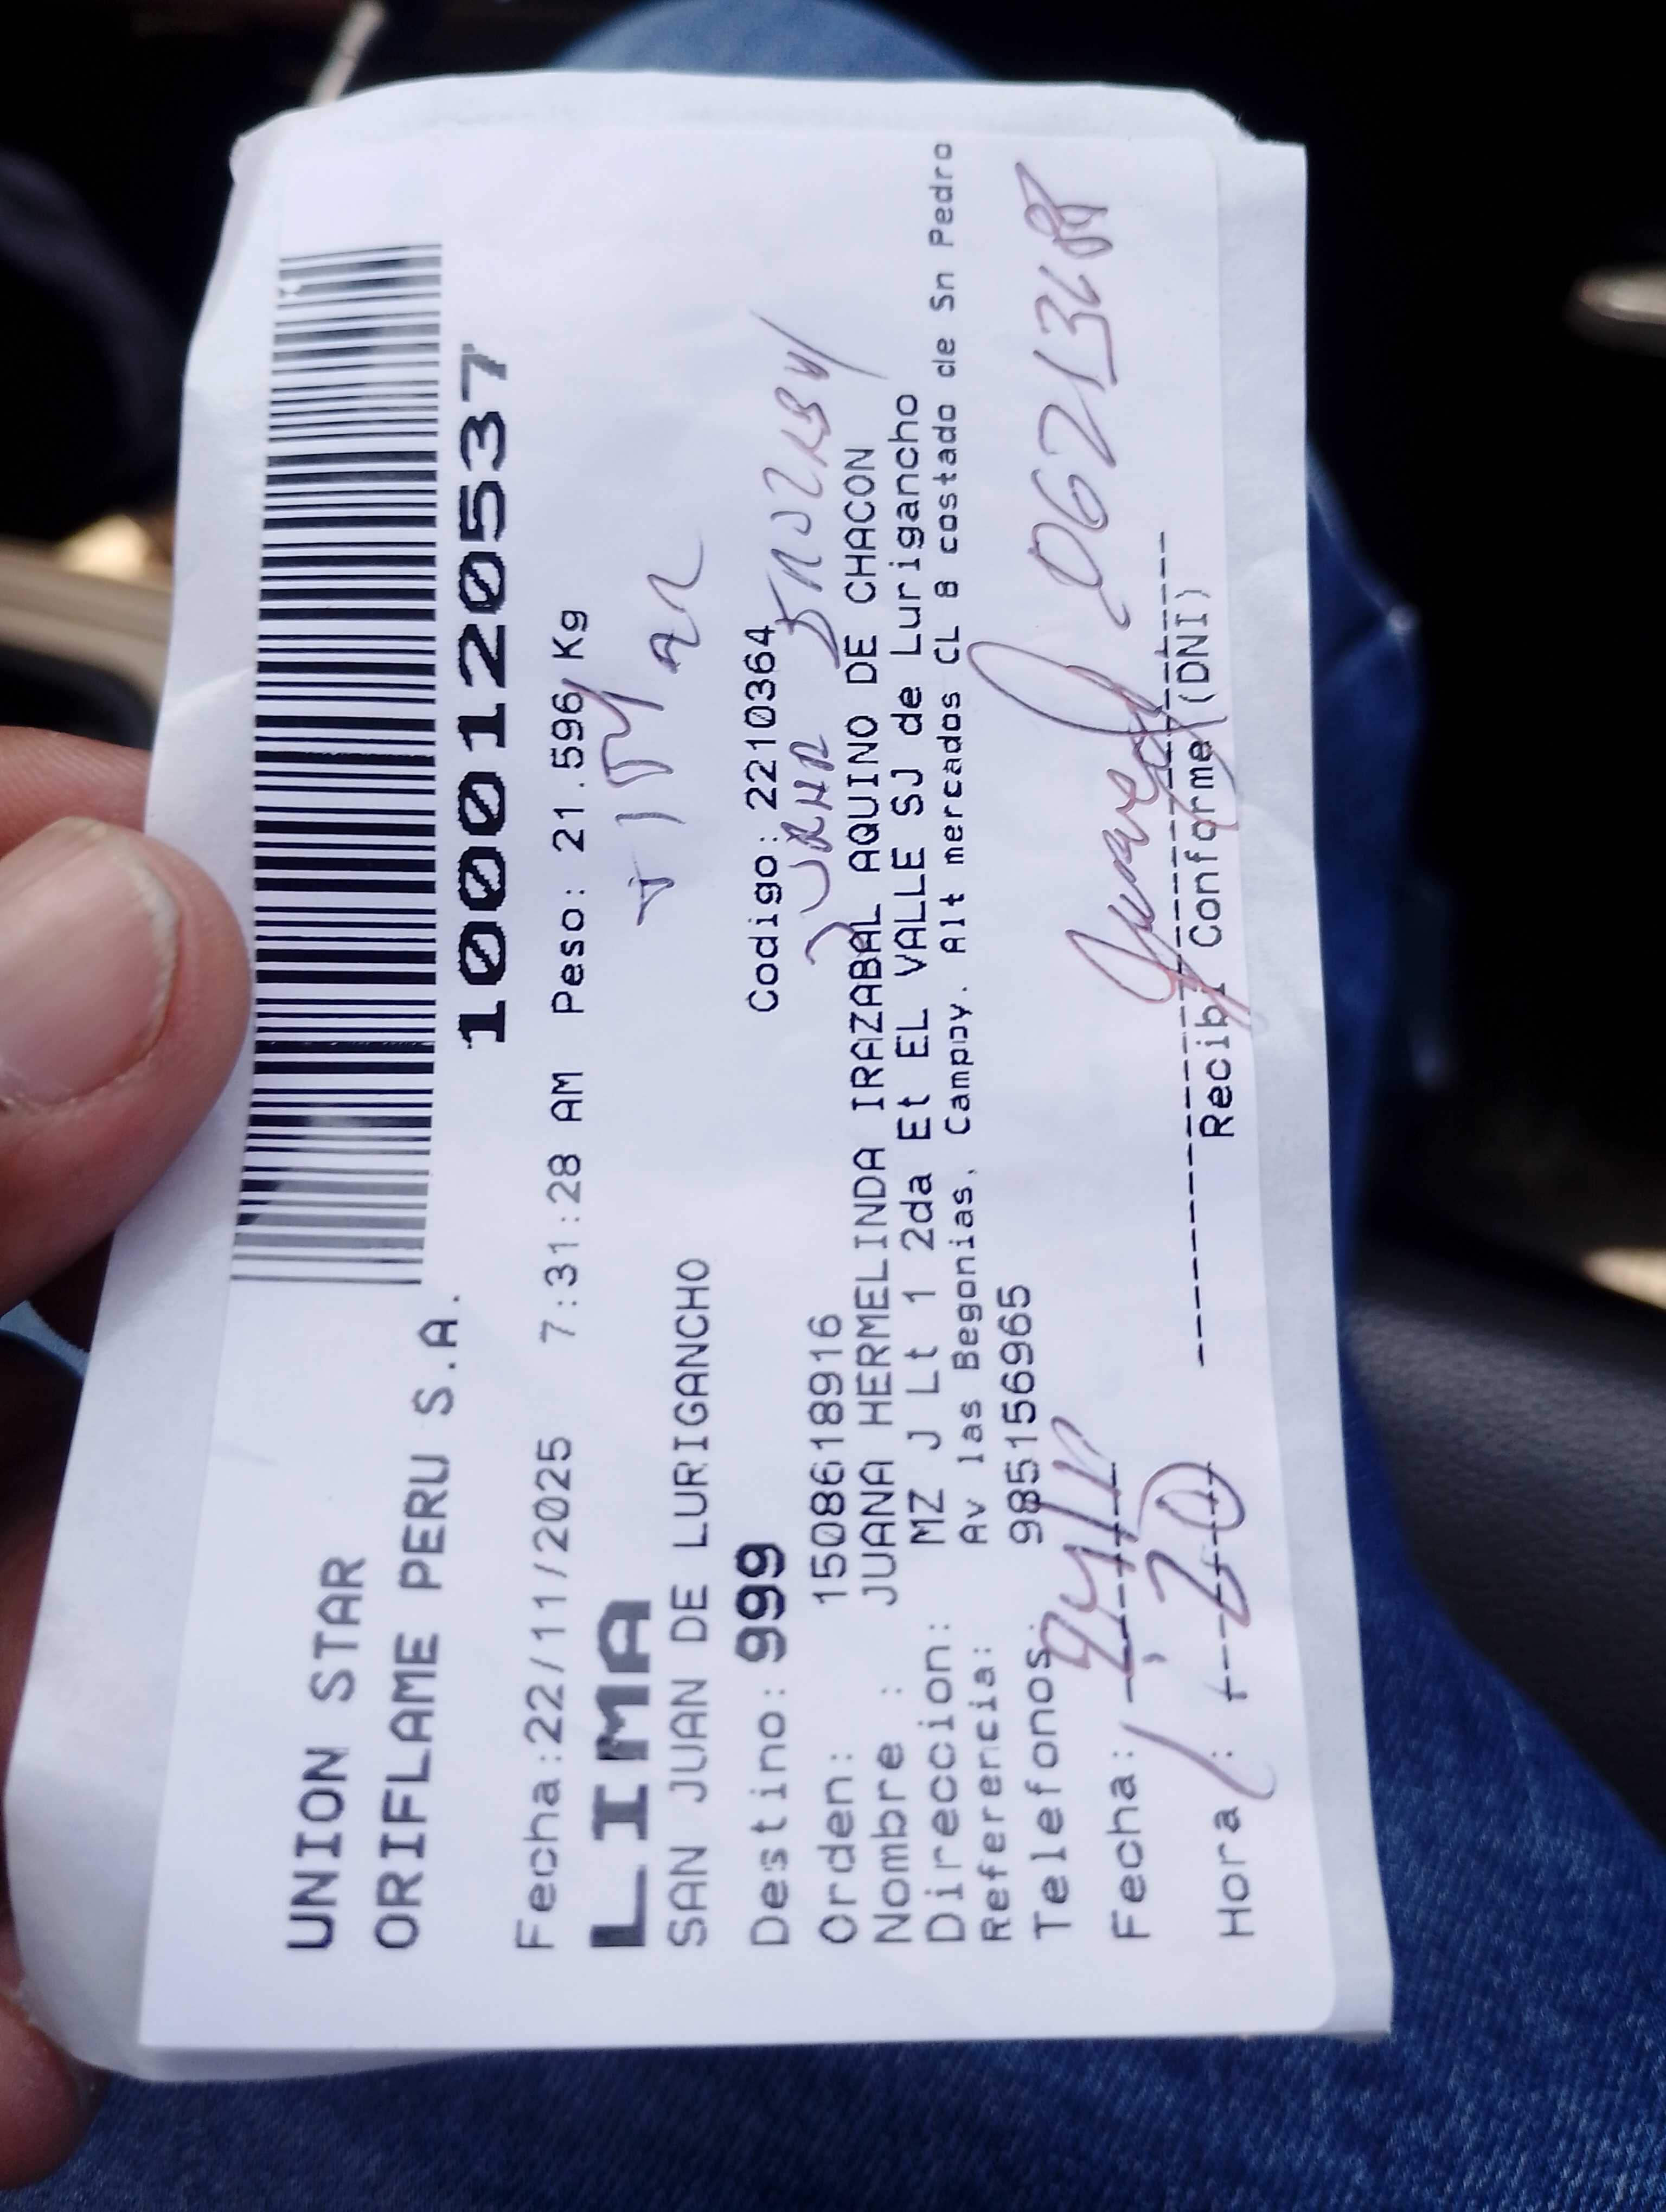 UNION STAR
ORIFLAME PERU S.A.
1000120537
Fecha:22/11/2025 7:31:28 AM Peso: 21.596 Kg
LIMA
SAN JUAN DE LURIGANCHO
Destino: 999 Codigo: 2210364
Orden: 1508618916
Nombre : JUANA HERMELINDA IRAZABAL AQUINO DE CHACON
Direccion: MZ J Lt 1 2da Et EL VALLE SJ de Lurigancho
Referencia: Av las Begonias, Campoy. Alt mercados CL 8 costado de Sn Pedro
Telefonos: 985156965
Fecha: 24/11
Hora :
Recibi Conforme (DNI)